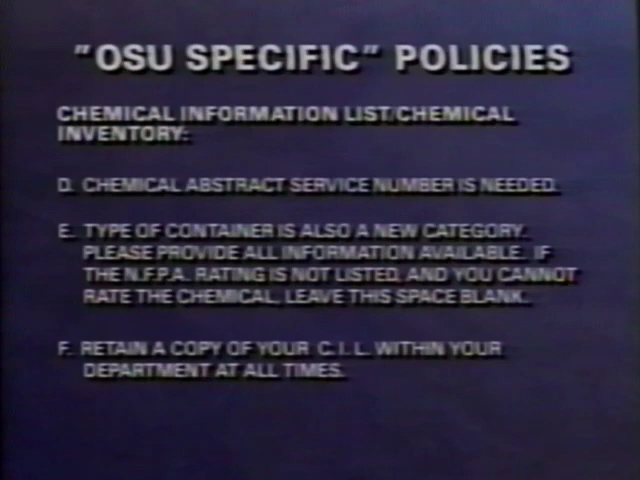 "OSU SPECIFIC" POLICIES
CHEMICAL INFORMATION LIST/CHEMICAL
INVENTORY:
D. CHEMICAL ABSTRACT SERVICE NUMBER IS NEEDED.
E. TYPE OF CONTAINER IS ALSO A NEW CATEGORY.
PLEASE PROVIDE ALL INFORMATION AVAILABLE. IF
THE N.F.P.A. RATING IS NOT LISTED, AND YOU CANNOT
RATE THE CHEMICAL, LEAVE THIS SPACE BLANK.
F. RETAIN A COPY OF YOUR C.I.L. WITHIN YOUR
DEPARTMENT AT ALL TIMES.